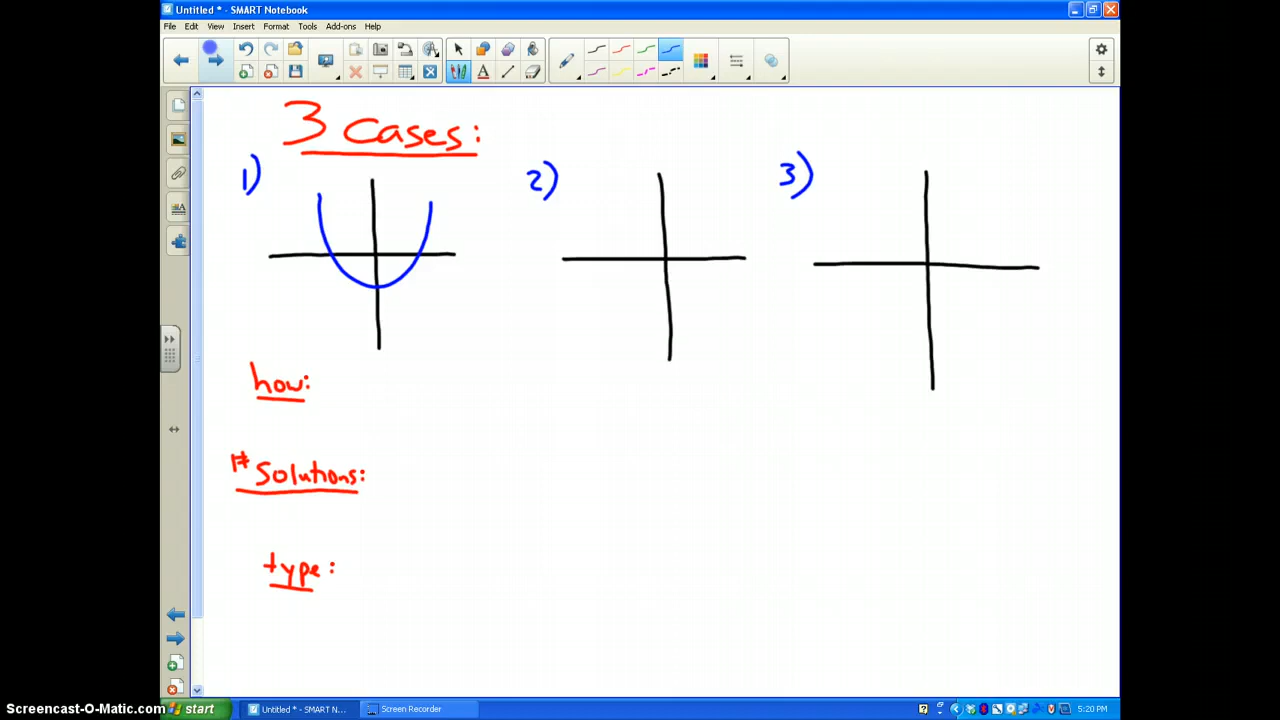 Untitled * - SMART Notebook
File Edit View Insert Format Tools Add-ons Help
3 Cases:
1) 2) 3)
how:
# Solutions:
type:
Screencast-O-Matic.com
start Untitled * - SMART N... Screen Recorder 5:20 PM